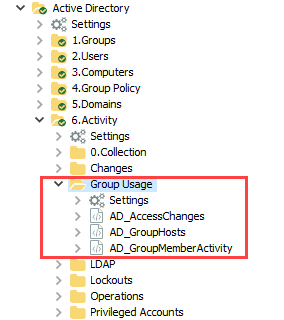 Active Directory
Settings
1.Groups
2.Users
3.Computers
4.Group Policy
5.Domains
6.Activity
Settings
0.Collection
Changes
Group Usage
Settings
AD_AccessChanges
AD_GroupHosts
AD_GroupMemberActivity
LDAP
Lockouts
Operations
Privileged Accounts